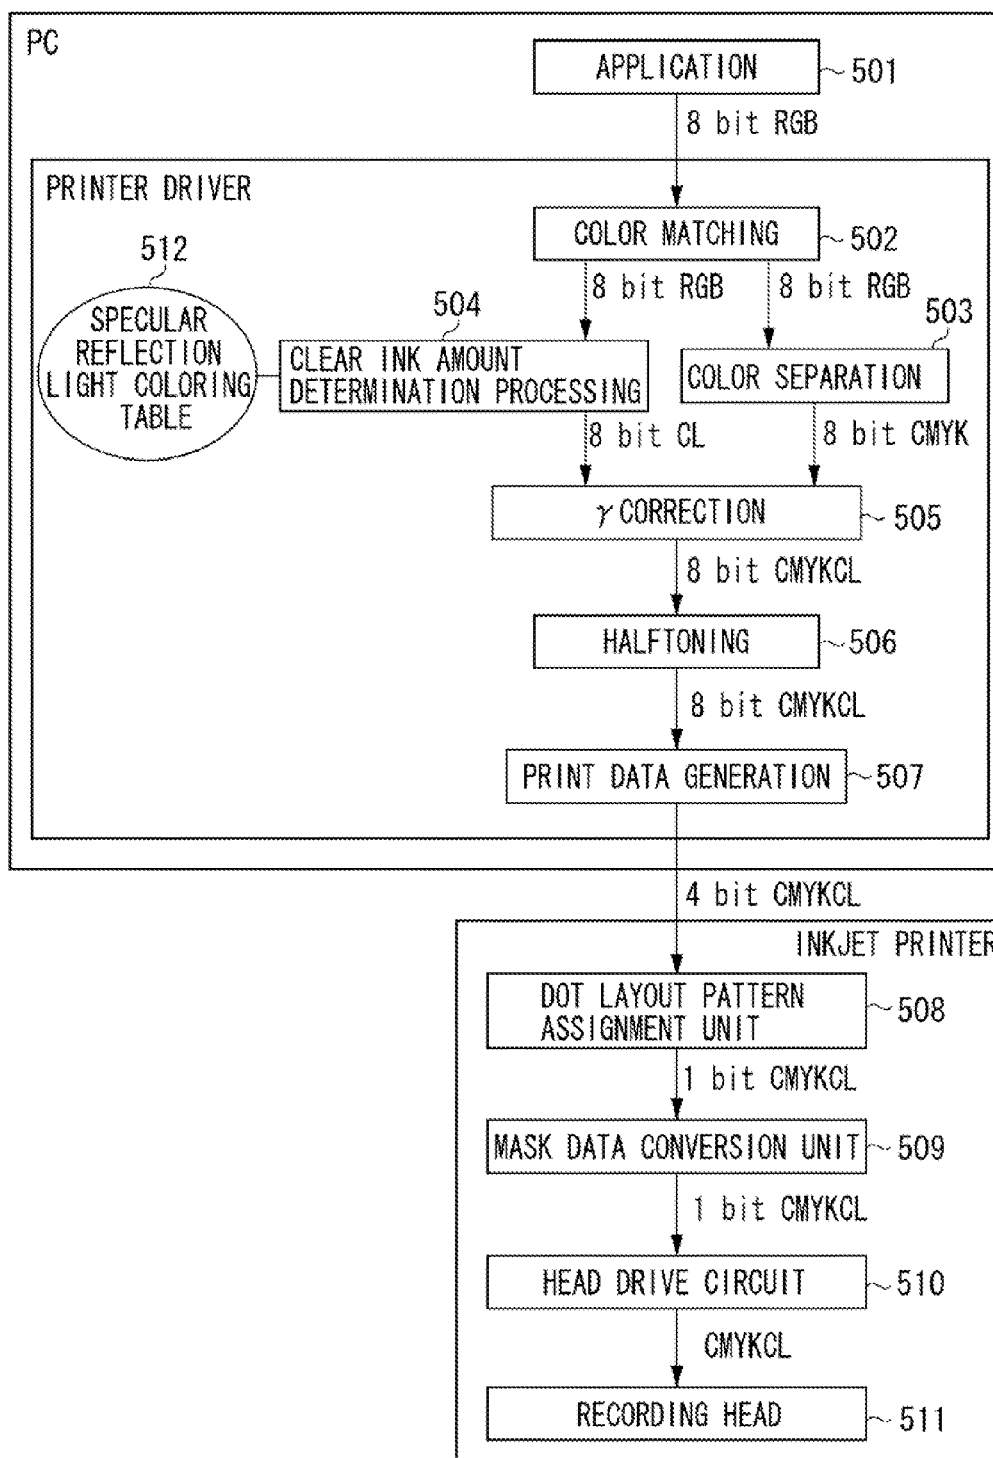 PC
APPLICATION
501
8 bit RGB
PRINTER DRIVER
COLOR MATCHING
502
512
8 bit RGB
8 bit RGB
504
503
SPECULAR
REFLECTION
LIGHT COLORING
TABLE
CLEAR INK AMOUNT
DETERMINATION PROCESSING
COLOR SEPARATION
8 bit CL
8 bit CMYK
γ CORRECTION
505
8 bit CMYKCL
HALFTONING
506
8 bit CMYKCL
PRINT DATA GENERATION
507
4 bit CMYKCL
INKJET PRINTER
DOT LAYOUT PATTERN
ASSIGNMENT UNIT
508
1 bit CMYKCL
MASK DATA CONVERSION UNIT
509
1 bit CMYKCL
HEAD DRIVE CIRCUIT
510
CMYKCL
RECORDING HEAD
511